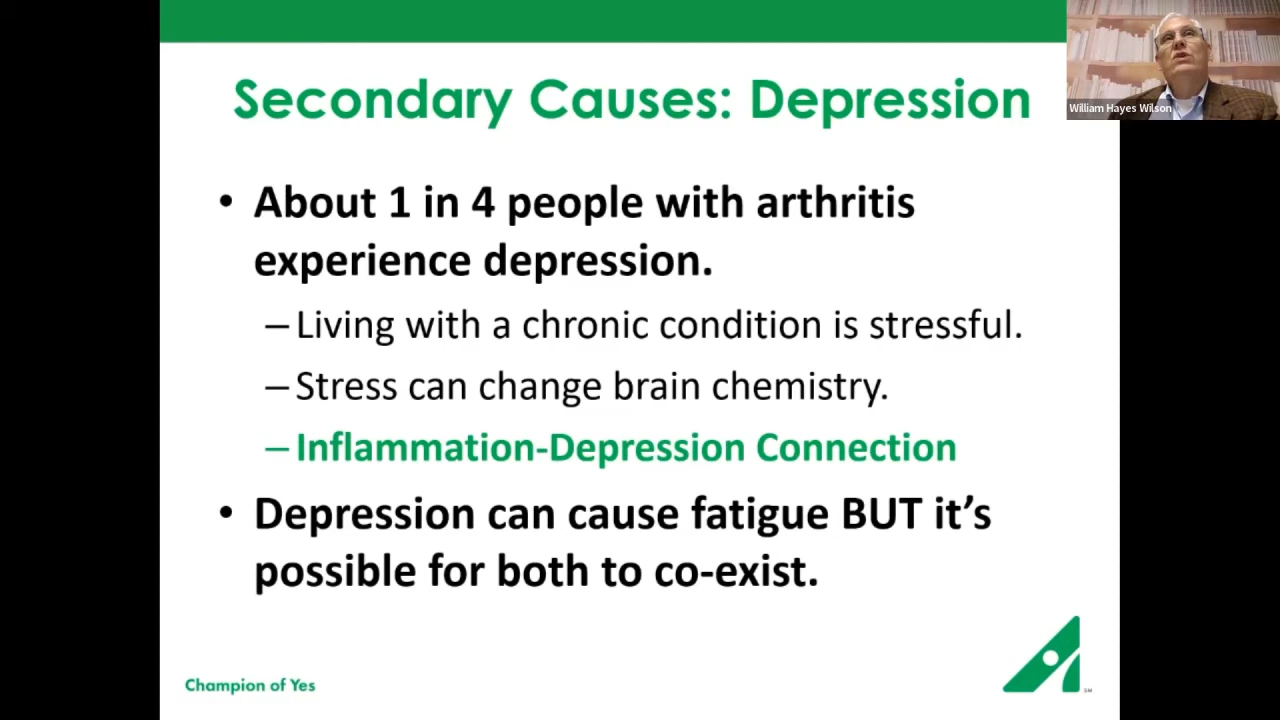 Secondary Causes: Depression
William Hayes Wilson
• About 1 in 4 people with arthritis
experience depression.
– Living with a chronic condition is stressful.
– Stress can change brain chemistry.
– Inflammation-Depression Connection
• Depression can cause fatigue BUT it’s
possible for both to co-exist.
Champion of Yes
SM